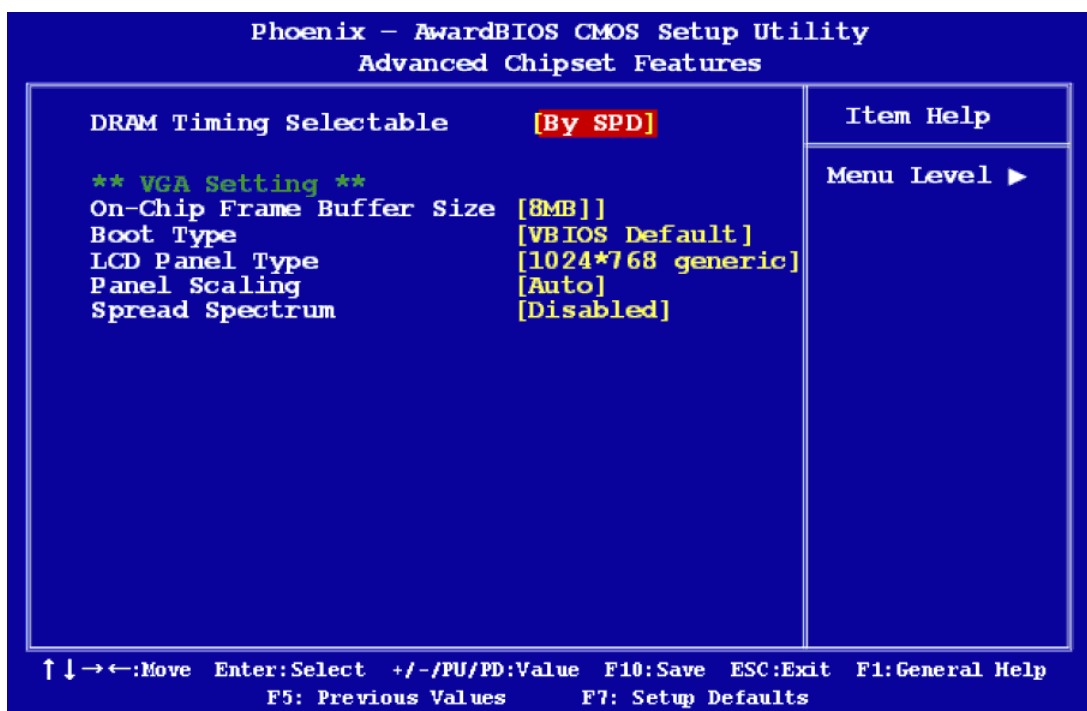 Phoenix – AwardBIOS CMOS Setup Utility
Advanced Chipset Features
DRAM Timing Selectable [By SPD]
** VGA Setting **
On-Chip Frame Buffer Size [8MB]]
Boot Type [VBIOS Default]
LCD Panel Type [1024*768 generic]
Panel Scaling [Auto]
Spread Spectrum [Disabled]
Item Help
Menu Level ▶
↑↓→←:Move Enter:Select +/-/PU/PD:Value F10:Save ESC:Exit F1:General Help
F5: Previous Values F7: Setup Defaults